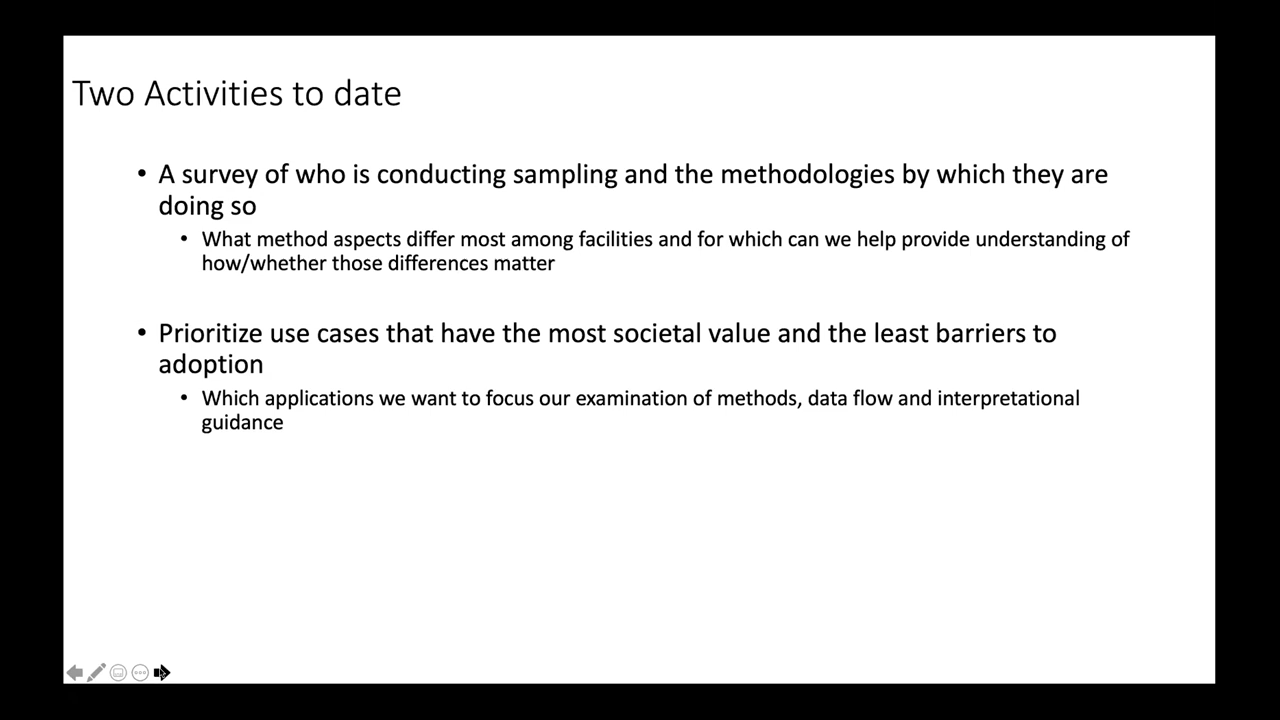 Two Activities to date
• A survey of who is conducting sampling and the methodologies by which they are
doing so
• What method aspects differ most among facilities and for which can we help provide understanding of
how/whether those differences matter
• Prioritize use cases that have the most societal value and the least barriers to
adoption
• Which applications we want to focus our examination of methods, data flow and interpretational
guidance